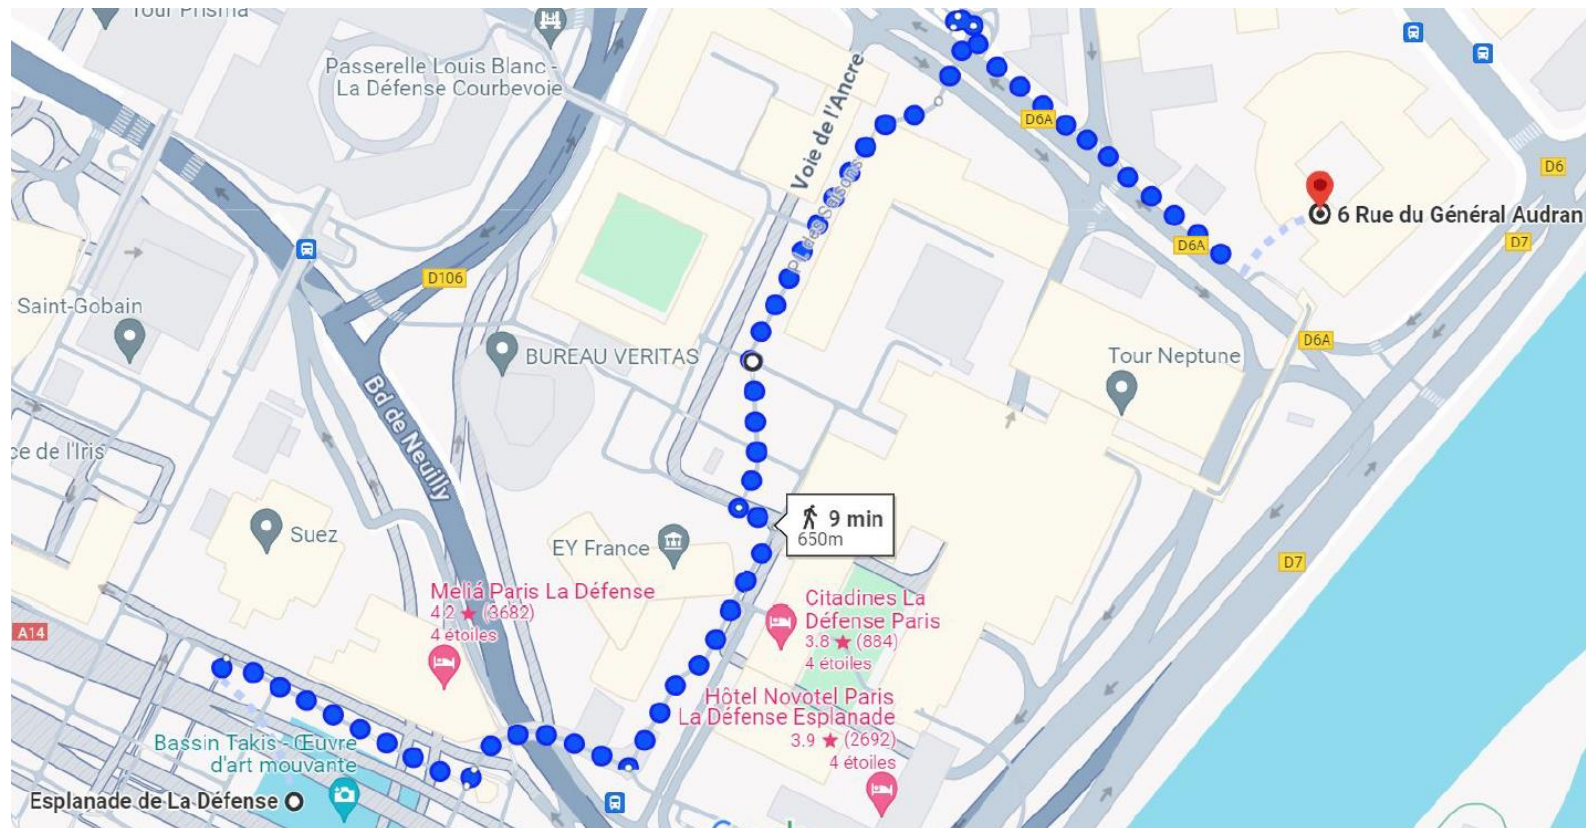 Tour Prisma
Passerelle Louis Blanc -
La Défense Courbevoie
Voie de l'Ancre
Pl. des Saisons
D6A
D6
6 Rue du Général Audran
D7
D6A
D106
Saint-Gobain
BUREAU VERITAS
D6A
Tour Neptune
Bd de Neuilly
ce de l'Iris
9 min
650m
Suez
EY France
D7
Meliá Paris La Défense
4.2 ★ (3682)
4 étoiles
Citadines La
Défense Paris
3.8 ★ (884)
4 étoiles
A14
Hôtel Novotel Paris
La Défense Esplanade
3.9 ★ (2692)
4 étoiles
Bassin Takis - Œuvre
d'art mouvante
Esplanade de La Défense